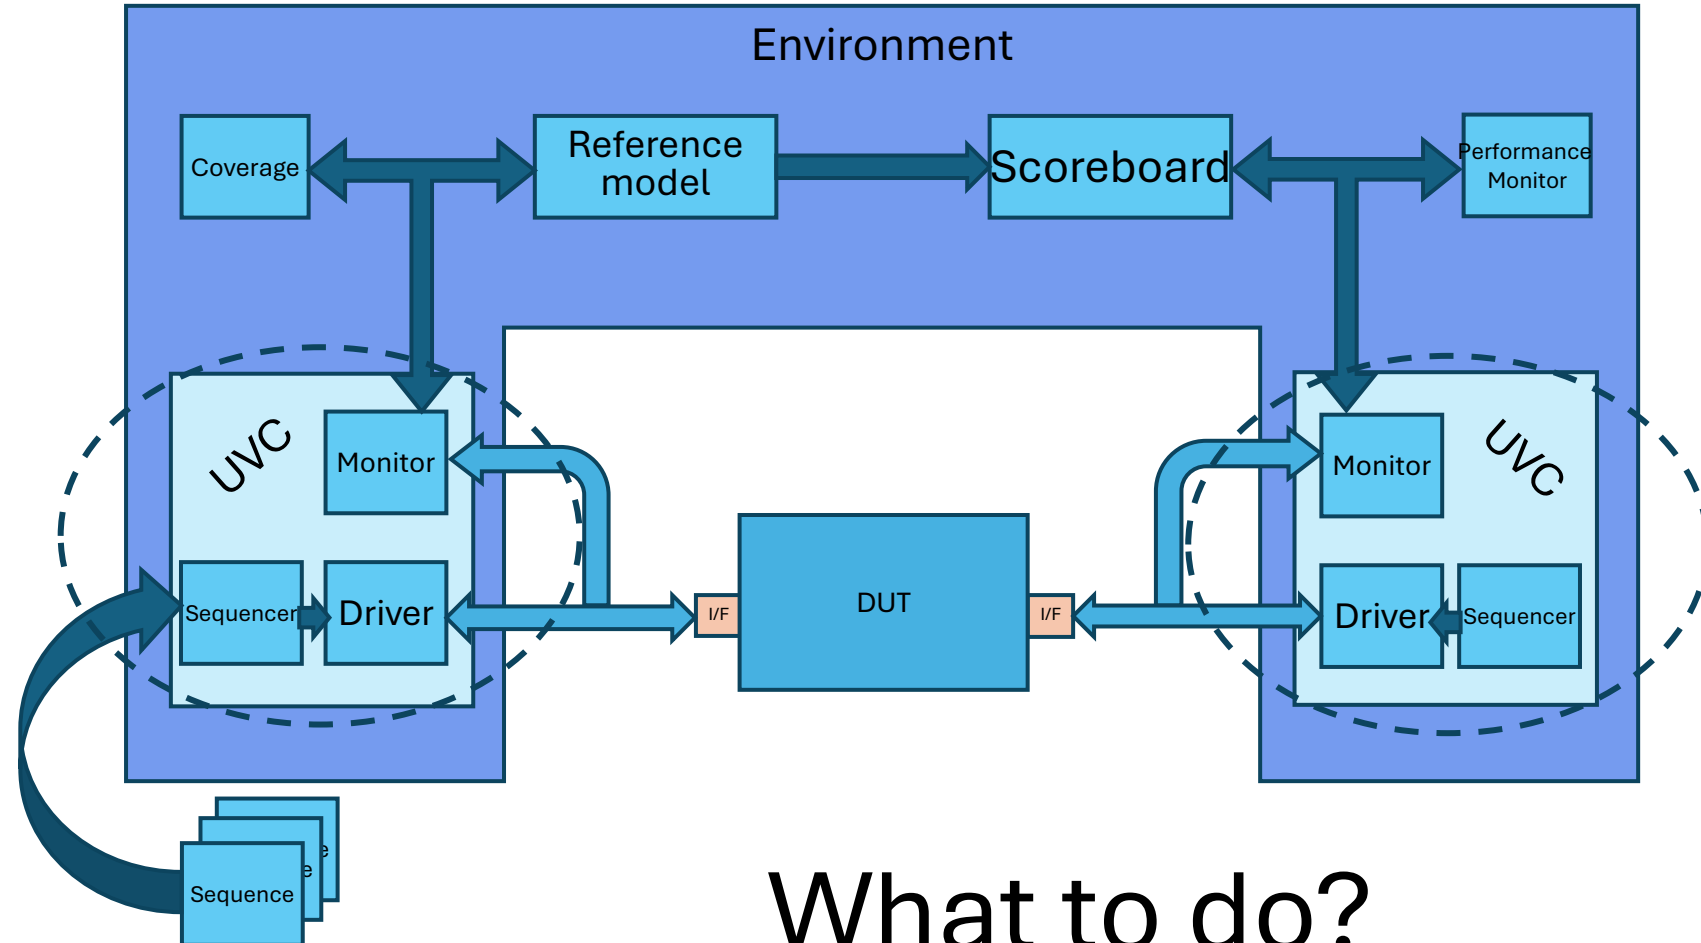 Environment
Coverage
Reference
model
Scoreboard
Performance
Monitor
UVC
Monitor
Sequencer
Driver
I/F
DUT
I/F
Monitor
UVC
Driver
Sequencer
e
e
Sequence
What to do?